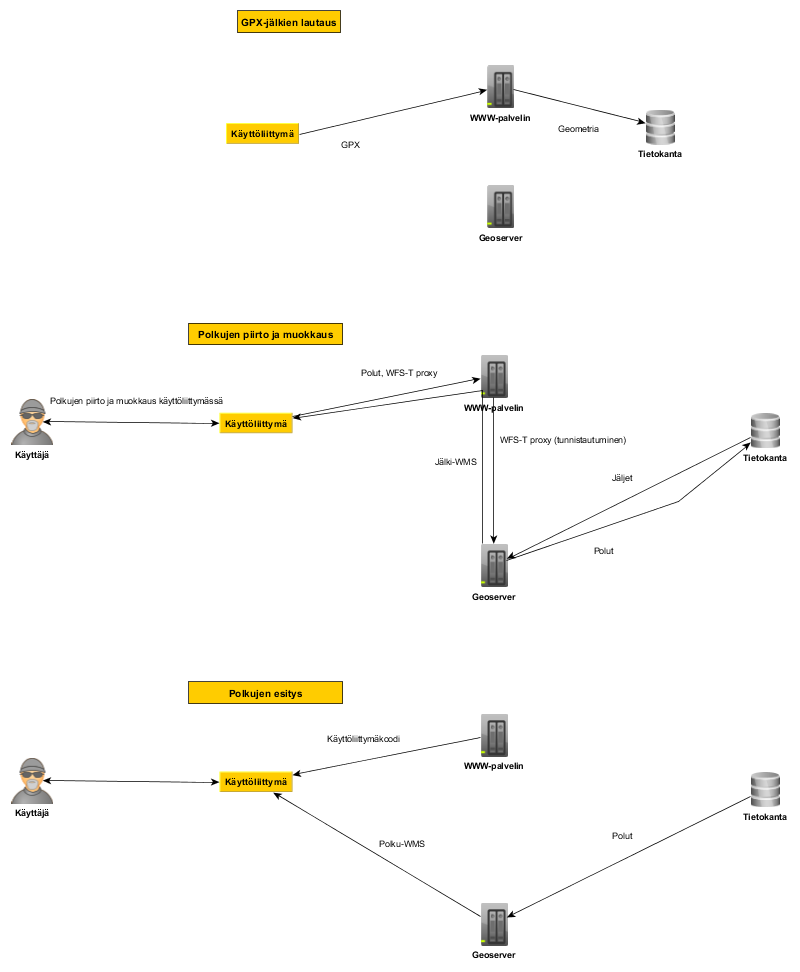 GPX-jälkien lautaus
WWW-palvelin
Käyttöliittymä
GPX
Geometria
Tietokanta
Geoserver
Polkujen piirto ja muokkaus
Polut, WFS-T proxy
Polkujen piirto ja muokkaus käyttöliittymässä
WWW-palvelin
Käyttöliittymä
Käyttäjä
WFS-T proxy (tunnistautuminen)
Tietokanta
Jälki-WMS
Jäljet
Polut
Geoserver
Polkujen esitys
Käyttöliittymäkoodi
WWW-palvelin
Käyttöliittymä
Käyttäjä
Tietokanta
Polut
Polku-WMS
Geoserver